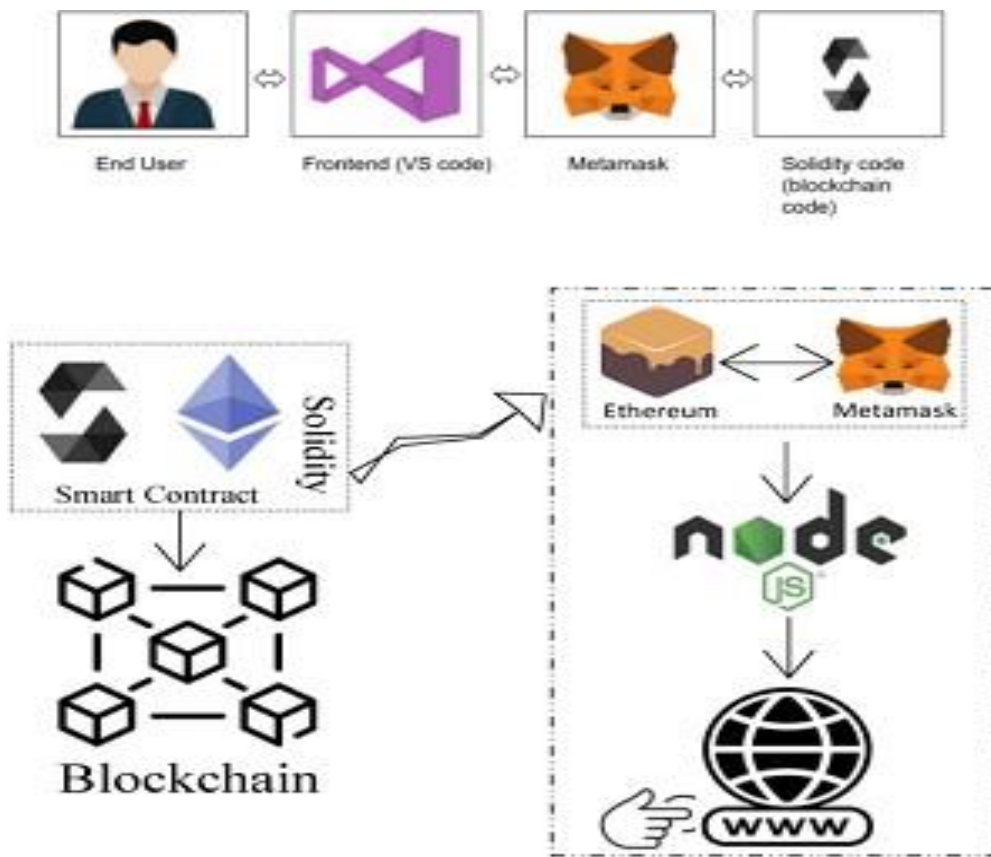 End User
Frontend (VS code)
Metamask
Solidity code
(blockchain
code)
Smart Contract
Solidity
Ethereum
Metamask
node
JS
Blockchain
www